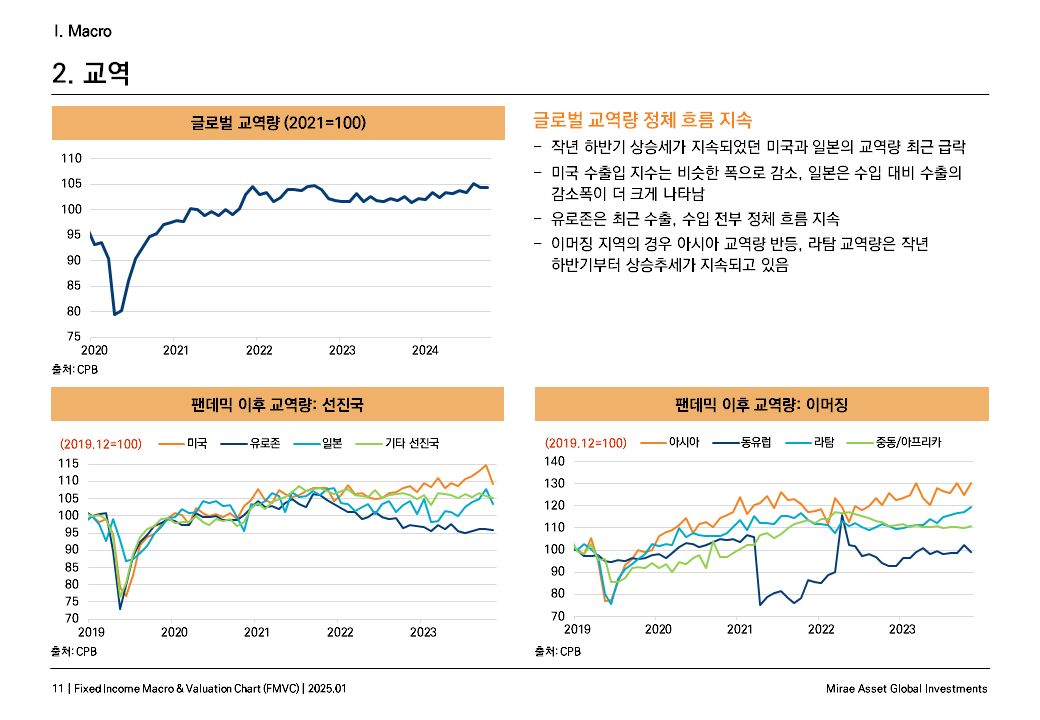 I. Macro
2. 교역
글로벌 교역량 (2021=100)
110
105
100
95
90
85
80
75
2020
2021
2022
2023
2024
출처: CPB
글로벌 교역량 정체 흐름 지속
– 작년 하반기 상승세가 지속되었던 미국과 일본의 교역량 최근 급락
– 미국 수출입 지수는 비슷한 폭으로 감소, 일본은 수입 대비 수출의
감소폭이 더 크게 나타남
– 유로존은 최근 수출, 수입 전부 정체 흐름 지속
– 이머징 지역의 경우 아시아 교역량 반등, 라탐 교역량은 작년
하반기부터 상승추세가 지속되고 있음
팬데믹 이후 교역량: 선진국
(2019.12=100)
미국
유로존
일본
기타 선진국
115
110
105
100
95
90
85
80
75
70
2019
2020
2021
2022
2023
출처: CPB
팬데믹 이후 교역량: 이머징
(2019.12=100)
아시아
동유럽
라탐
중동/아프리카
140
130
120
110
100
90
80
70
2019
2020
2021
2022
2023
출처: CPB
11 | Fixed Income Macro & Valuation Chart (FMVC) | 2025.01
Mirae Asset Global Investments